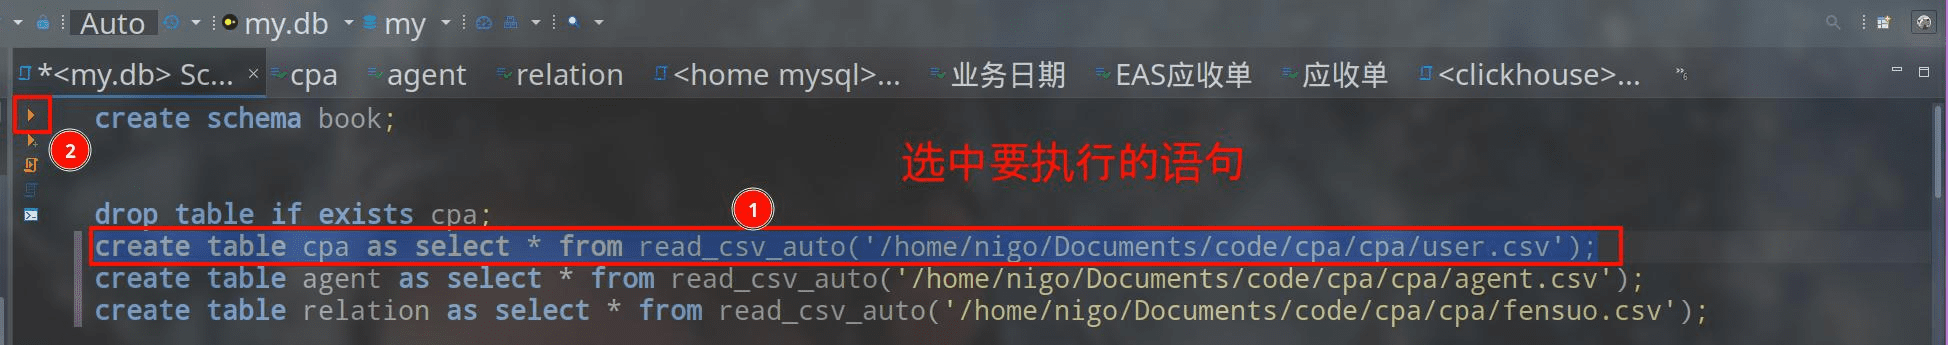 Auto my.db my
*<my.db> Sc... cpa agent relation <home mysql>... 业务日期 EAS应收单 应收单 <clickhouse>... »6
create schema book;
2
选中要执行的语句
1
drop table if exists cpa;
create table cpa as select * from read_csv_auto('/home/nigo/Documents/code/cpa/cpa/user.csv');
create table agent as select * from read_csv_auto('/home/nigo/Documents/code/cpa/cpa/agent.csv');
create table relation as select * from read_csv_auto('/home/nigo/Documents/code/cpa/cpa/fensuo.csv');